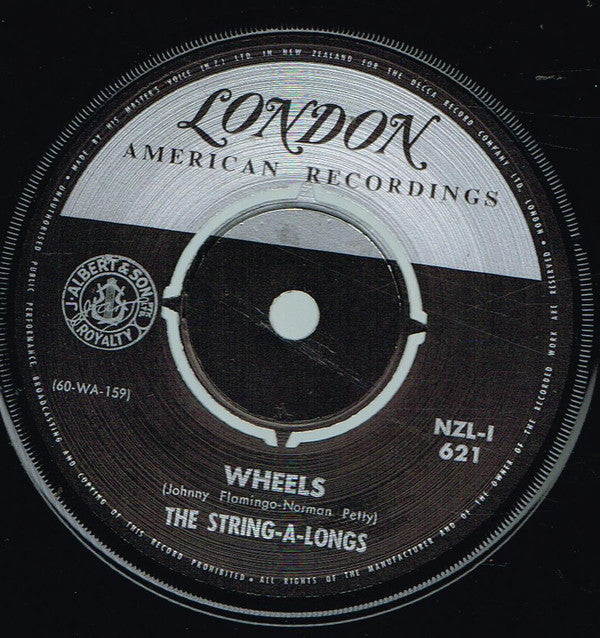 LONDON
AMERICAN RECORDINGS
J. ALBERT & SON PTY LTD
ROYALTY
(60-WA-159)
NZL-I
621
WHEELS
(Johnny Flamingo-Norman Petty)
THE STRING-A-LONGS
MADE BY HIS MASTER'S VOICE (N.Z.) LTD. IN NEW ZEALAND FOR THE DECCA RECORD COMPANY LTD. LONDON • ALL RIGHTS OF THE MANUFACTURER AND OF THE OWNER OF THE RECORDED WORK ARE RESERVED • UNAUTHORISED PUBLIC PERFORMANCE BROADCASTING AND COPYING OF THIS RECORD PROHIBITED •